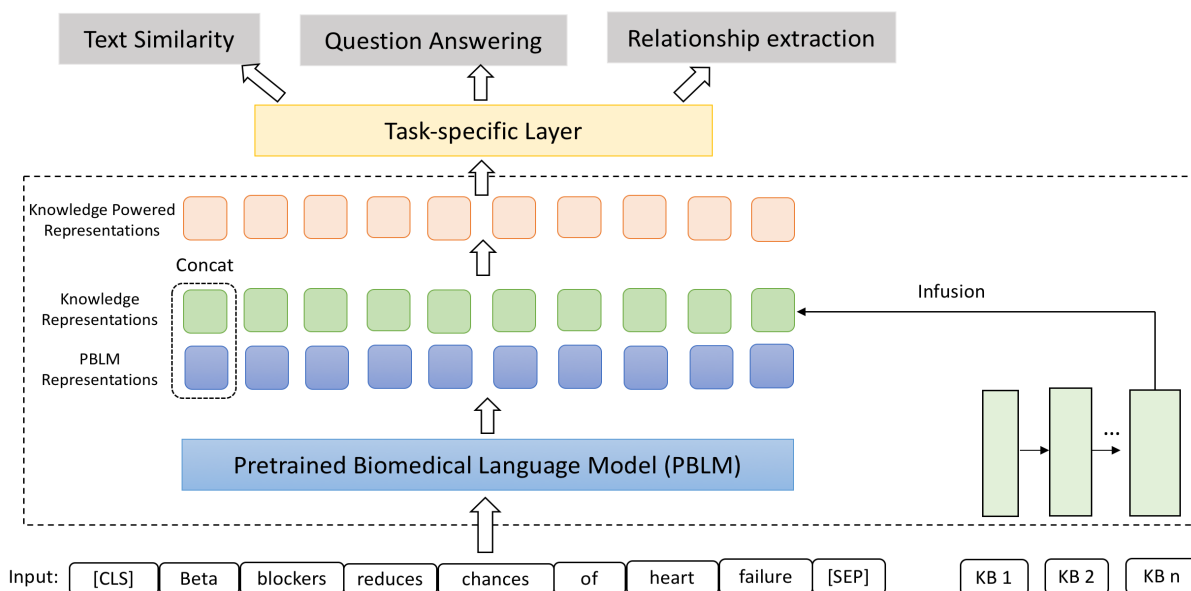 Text Similarity
Question Answering
Relationship extraction
Task-specific Layer
Knowledge Powered
Representations
Concat
Knowledge
Representations
Infusion
PBLM
Representations
...
Pretrained Biomedical Language Model (PBLM)
Input: [CLS] Beta blockers reduces chances of heart failure [SEP] KB 1 KB 2 KB n